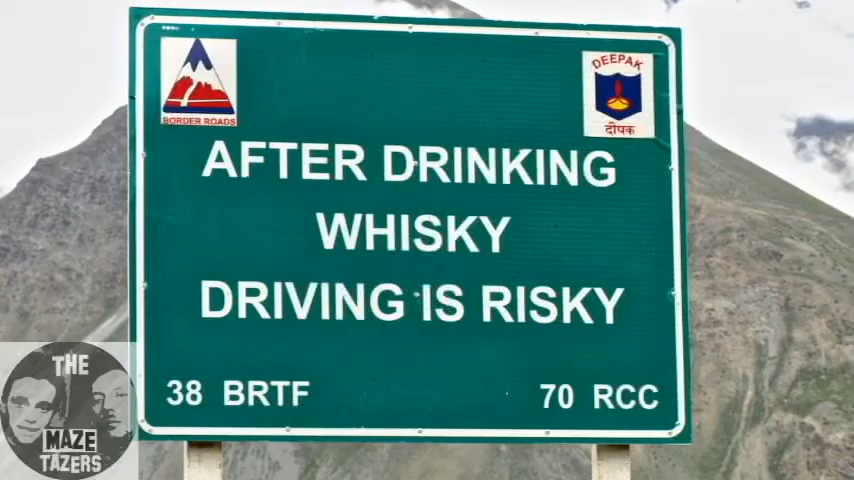 BORDER ROADS
DEEPAK
दीपक
AFTER DRINKING
WHISKY
DRIVING IS RISKY
38 BRTF
70 RCC
THE
MAZE
TAZERS